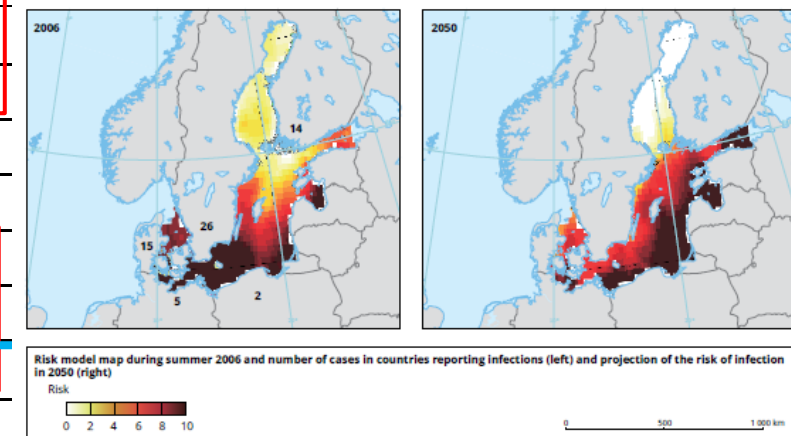 2006
2050
14
26
15
5
2
Risk model map during summer 2006 and number of cases in countries reporting infections (left) and projection of the risk of infection
in 2050 (right)
Risk
0 2 4 6 8 10
0 500 1 000 km